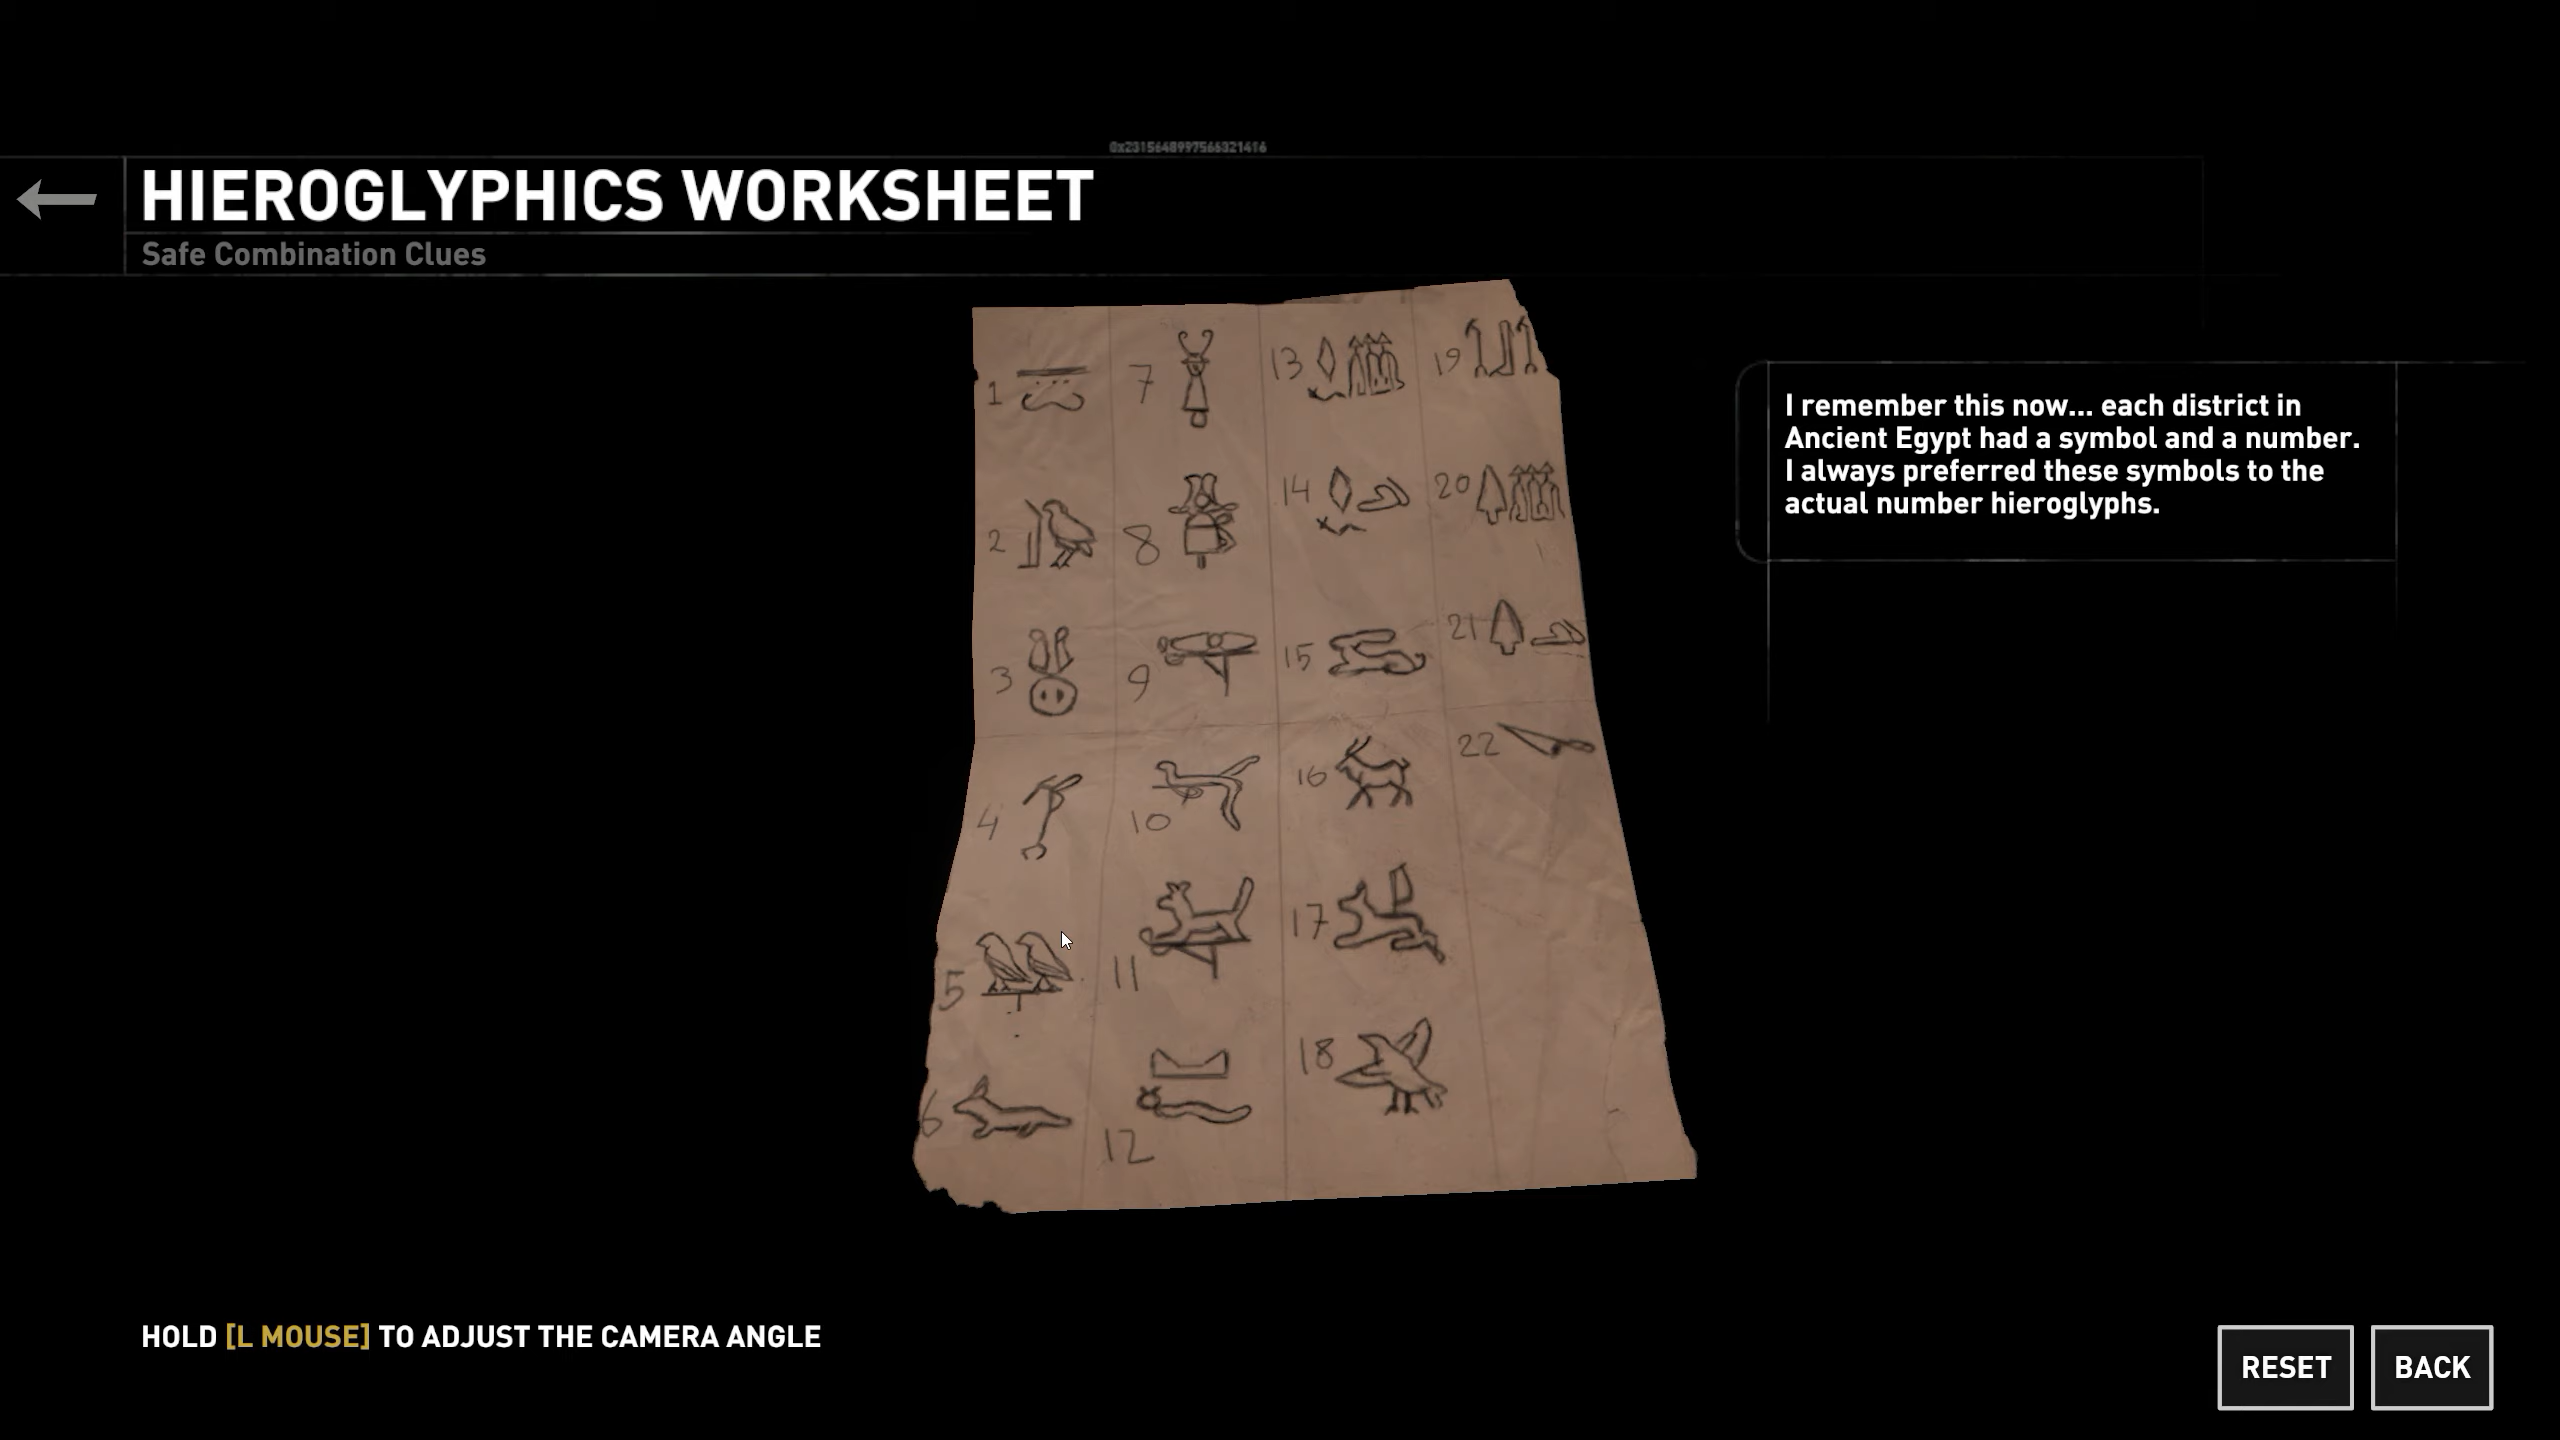 0x2315648997566321416
HIEROGLYPHICS WORKSHEET
Safe Combination Clues
1
2
3
4
5
6
7
8
9
10
11
12
13
14
15
16
17
18
19
20
21
22
I remember this now... each district in
Ancient Egypt had a symbol and a number.
I always preferred these symbols to the
actual number hieroglyphs.
HOLD [L MOUSE] TO ADJUST THE CAMERA ANGLE
RESET
BACK